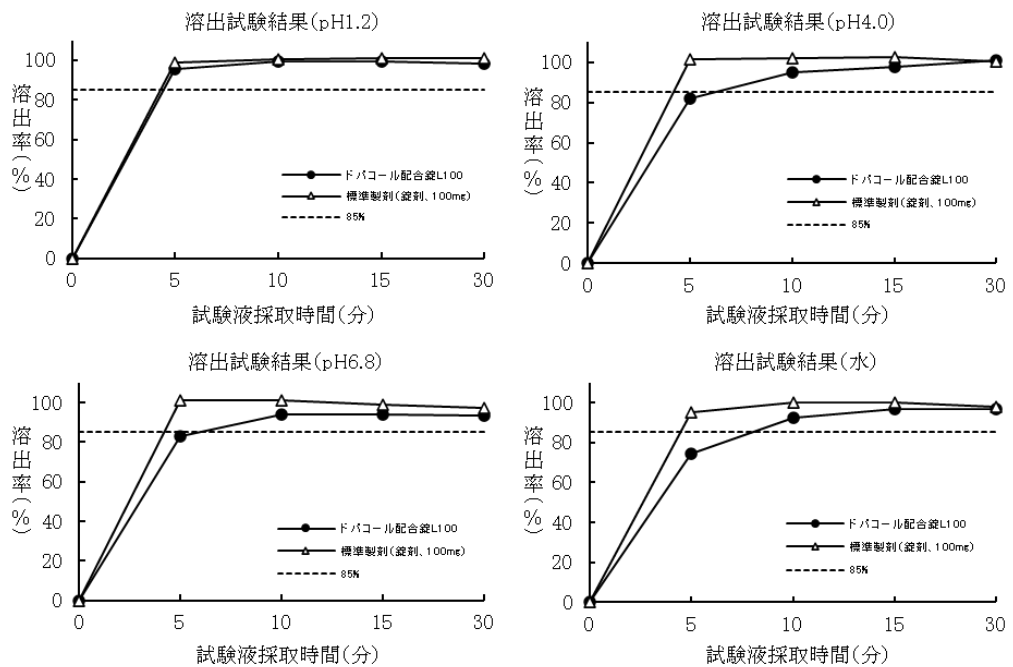 溶出試験結果(pH1.2)
溶出率(%)
100
80
60
40
20
0
ドパコール配合錠L100
標準製剤(錠剤、100mg)
85%
0 5 10 15 30
試験液採取時間(分)
溶出試験結果(pH4.0)
溶出率(%)
100
80
60
40
20
0
ドパコール配合錠L100
標準製剤(錠剤、100mg)
85%
0 5 10 15 30
試験液採取時間(分)
溶出試験結果(pH6.8)
溶出率(%)
100
80
60
40
20
0
ドパコール配合錠L100
標準製剤(錠剤、100mg)
85%
0 5 10 15 30
試験液採取時間(分)
溶出試験結果(水)
溶出率(%)
100
80
60
40
20
0
ドパコール配合錠L100
標準製剤(錠剤、100mg)
85%
0 5 10 15 30
試験液採取時間(分)